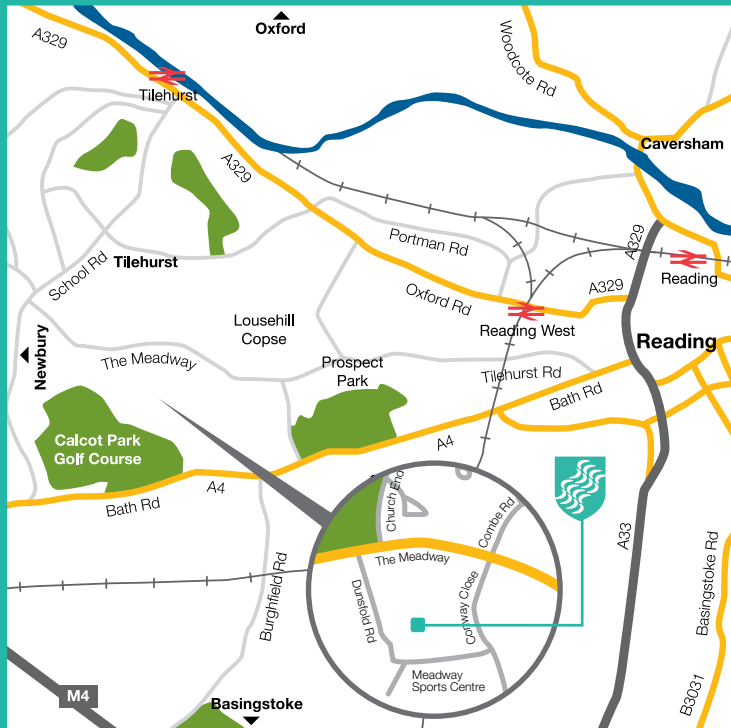 A329
Oxford
Woodcote Rd
Tilehurst
Caversham
A329
A329
Portman Rd
School Rd
Tilehurst
Reading
A329
Oxford Rd
Lousehill
Copse
Reading West
Reading
Newbury
The Meadway
Prospect
Park
Tilehurst Rd
Bath Rd
Calcot Park
Golf Course
A4
A4
Bath Rd
Church End
Combe Rd
A33
Basingstoke Rd
The Meadway
Burghfield Rd
Dunsfold Rd
Conway Close
Meadway
Sports Centre
M4
Basingstoke
B3031